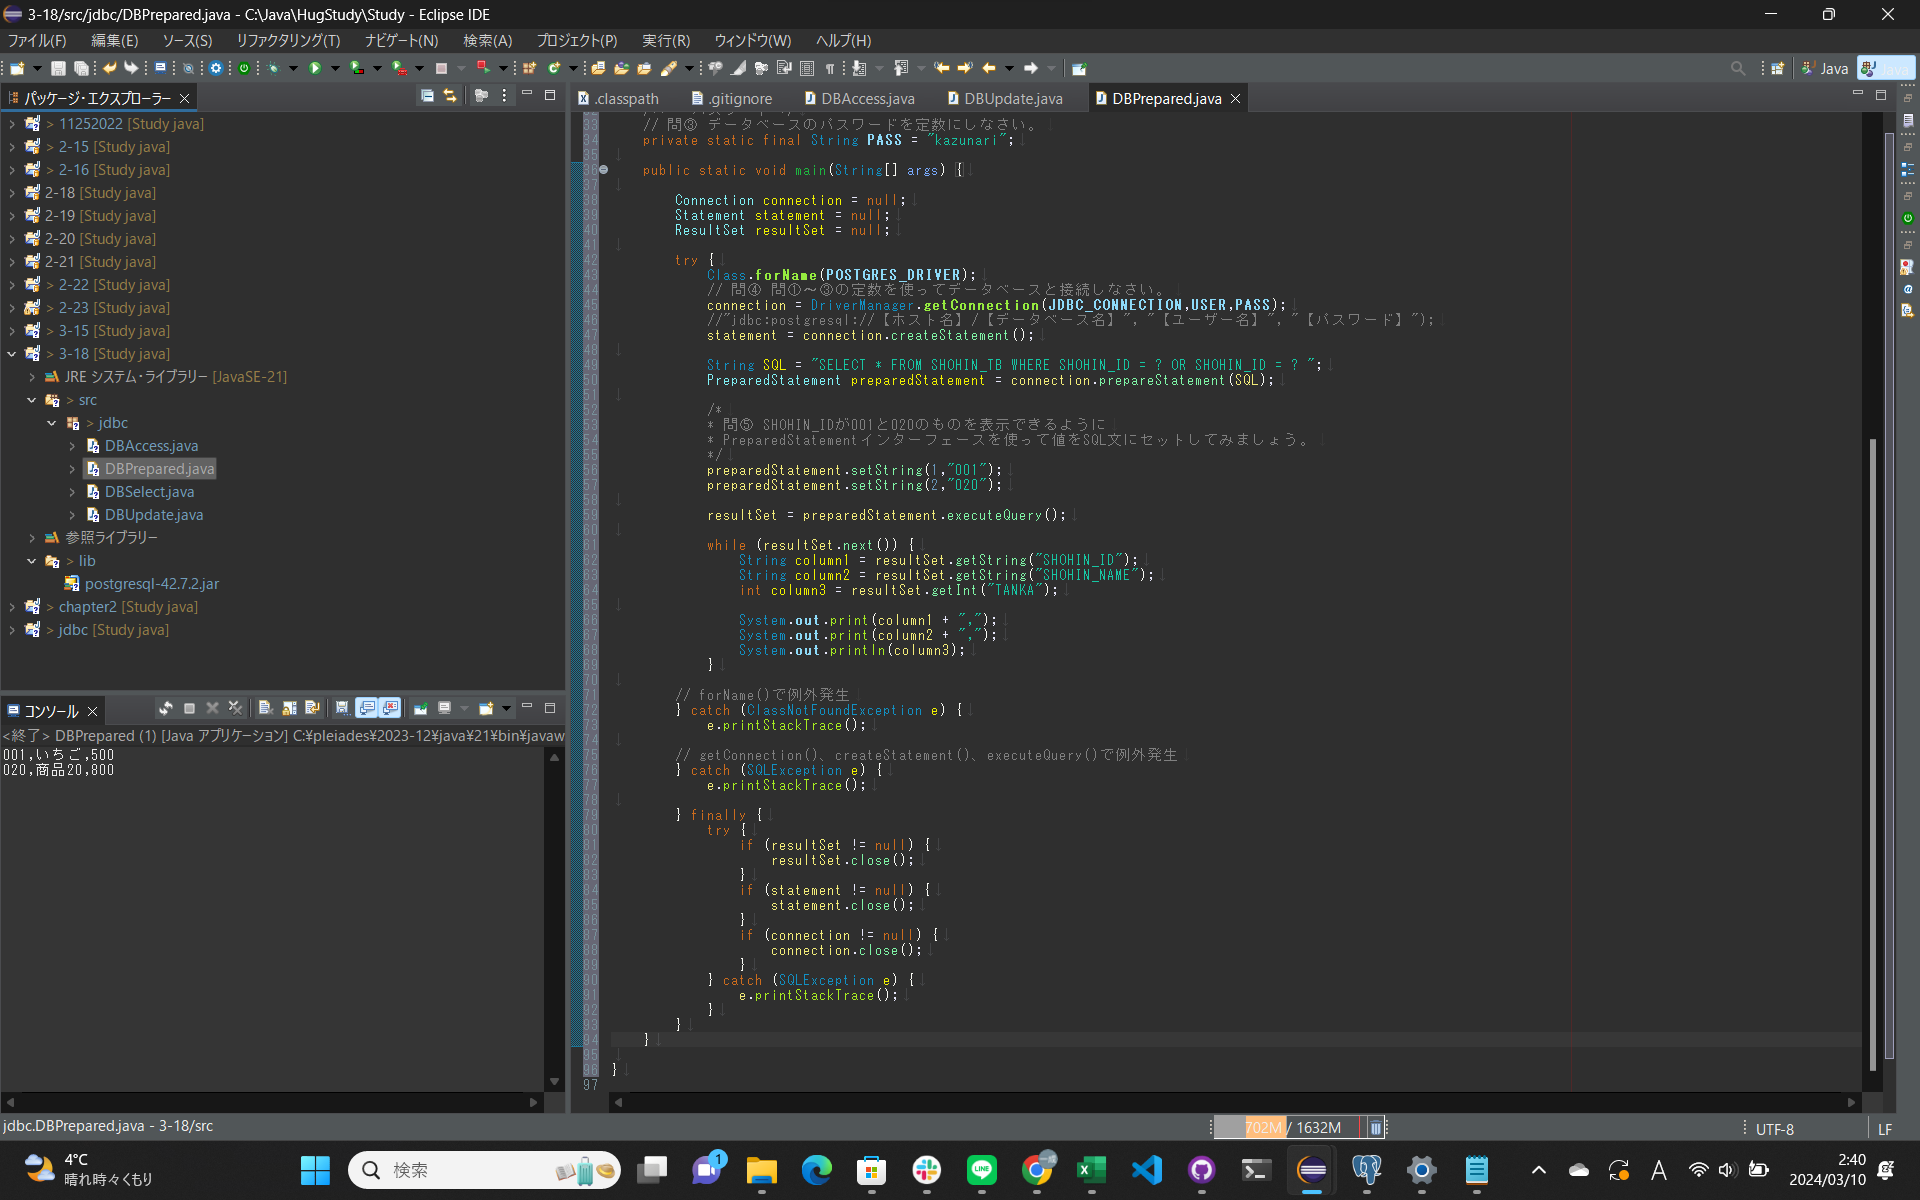 3-18/src/jdbc/DBPrepared.java - C:\Java\HugStudy\Study - Eclipse IDE
ファイル(F) 編集(E) ソース(S) リファクタリング(T) ナビゲート(N) 検索(A) プロジェクト(P) 実行(R) ウィンドウ(W) ヘルプ(H)
Java
パッケージ・エクスプローラー
> 11252022 [Study java]
> 2-15 [Study java]
> 2-16 [Study java]
2-18 [Study java]
2-19 [Study java]
2-20 [Study java]
2-21 [Study java]
> 2-22 [Study java]
> 2-23 [Study java]
> 3-15 [Study java]
> 3-18 [Study java]
JRE システム・ライブラリー [JavaSE-21]
> src
> jdbc
DBAccess.java
DBPrepared.java
DBSelect.java
DBUpdate.java
参照ライブラリー
> lib
postgresql-42.7.2.jar
> chapter2 [Study java]
> jdbc [Study java]
コンソール
<終了> DBPrepared (1) [Java アプリケーション] C:¥pleiades¥2023-12¥java¥21¥bin¥javaw
001,いちご,500
020,商品20,800
.classpath .gitignore DBAccess.java DBUpdate.java DBPrepared.java
33 // 問③ データベースのパスワードを定数にしなさい。
34 private static final String PASS = "kazunari";
35
36 public static void main(String[] args) {
37
38 Connection connection = null;
39 Statement statement = null;
40 ResultSet resultSet = null;
41
42 try {
43 Class.forName(POSTGRES_DRIVER);
44 // 問④ 問①～③の定数を使ってデータベースと接続しなさい。
45 connection = DriverManager.getConnection(JDBC_CONNECTION,USER,PASS);
46 //"jdbc:postgresql://【ホスト名】/【データベース名】", "【ユーザー名】", "【パスワード】");
47 statement = connection.createStatement();
48
49 String SQL = "SELECT * FROM SHOHIN_TB WHERE SHOHIN_ID = ? OR SHOHIN_ID = ? ";
50 PreparedStatement preparedStatement = connection.prepareStatement(SQL);
51
52 /*
53 * 問⑤ SHOHIN_IDが001と020のものを表示できるように
54 * PreparedStatementインターフェースを使って値をSQL文にセットしてみましょう。
55 */
56 preparedStatement.setString(1,"001");
57 preparedStatement.setString(2,"020");
58
59 resultSet = preparedStatement.executeQuery();
60
61 while (resultSet.next()) {
62 String column1 = resultSet.getString("SHOHIN_ID");
63 String column2 = resultSet.getString("SHOHIN_NAME");
64 int column3 = resultSet.getInt("TANKA");
65
66 System.out.print(column1 + ",");
67 System.out.print(column2 + ",");
68 System.out.println(column3);
69 }
70
71 // forName()で例外発生
72 } catch (ClassNotFoundException e) {
73 e.printStackTrace();
74
75 // getConnection()、createStatement()、executeQuery()で例外発生
76 } catch (SQLException e) {
77 e.printStackTrace();
78
79 } finally {
80 try {
81 if (resultSet != null) {
82 resultSet.close();
83 }
84 if (statement != null) {
85 statement.close();
86 }
87 if (connection != null) {
88 connection.close();
89 }
90 } catch (SQLException e) {
91 e.printStackTrace();
92 }
93 }
94 }
95
96 }
97
jdbc.DBPrepared.java - 3-18/src
702M / 1632M
UTF-8
LF
4°C
晴れ時々くもり
検索
1
A
2:40
2024/03/10